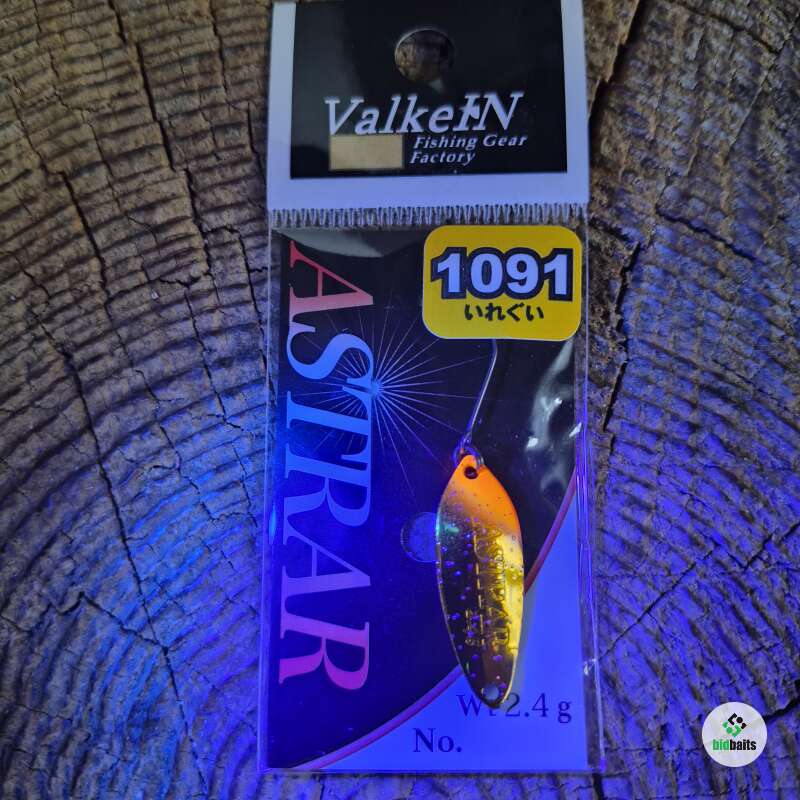 ValkeIN
Fishing Gear
Factory
1091
いれぐい
ASTRAR
ASTRAR
Wt 2.4 g
No.
bidbaits